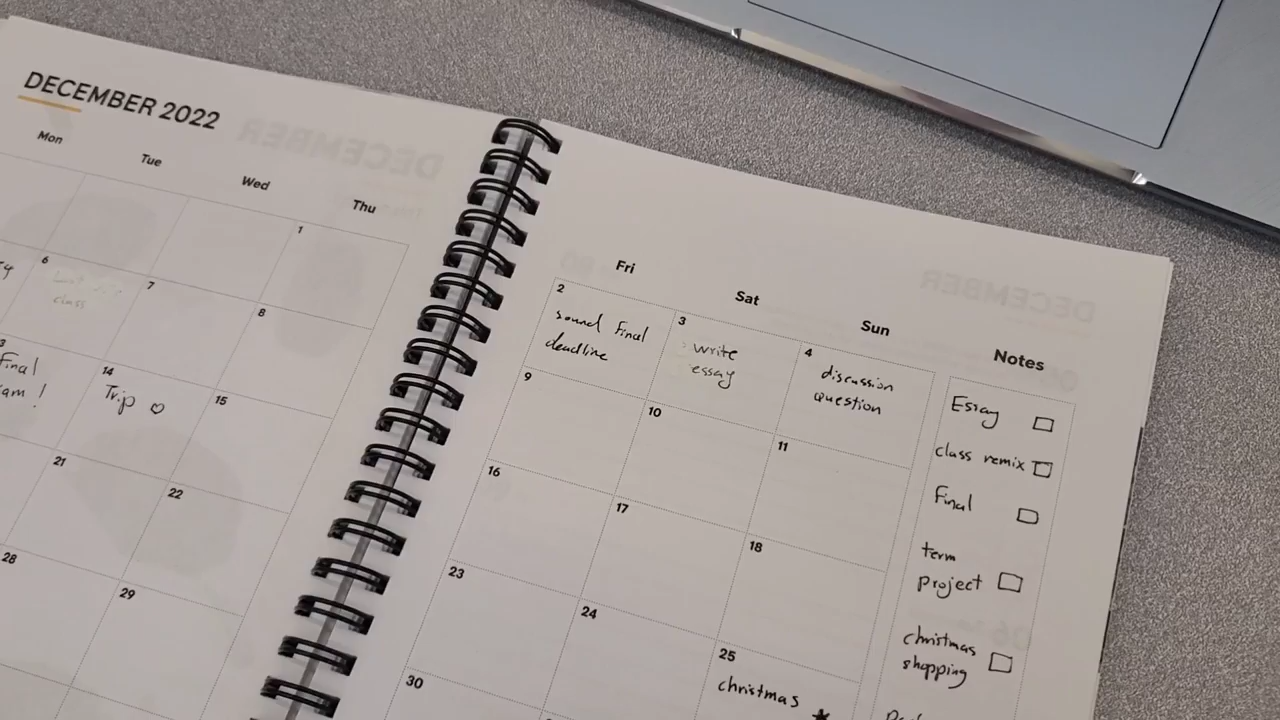 DECEMBER 2022
Mon Tue Wed Thu
1
6 7 8
class
Final
14 15
Trip ♡
21 22
28 29
Fri Sat Sun Notes
2 3 4
sound final
deadline
write
essay
discussion
question
9 10 11
16 17 18
23 24 25
christmas ★
30
Essay ☐
class remix ☐
Final ☐
term
project ☐
christmas
shopping ☐